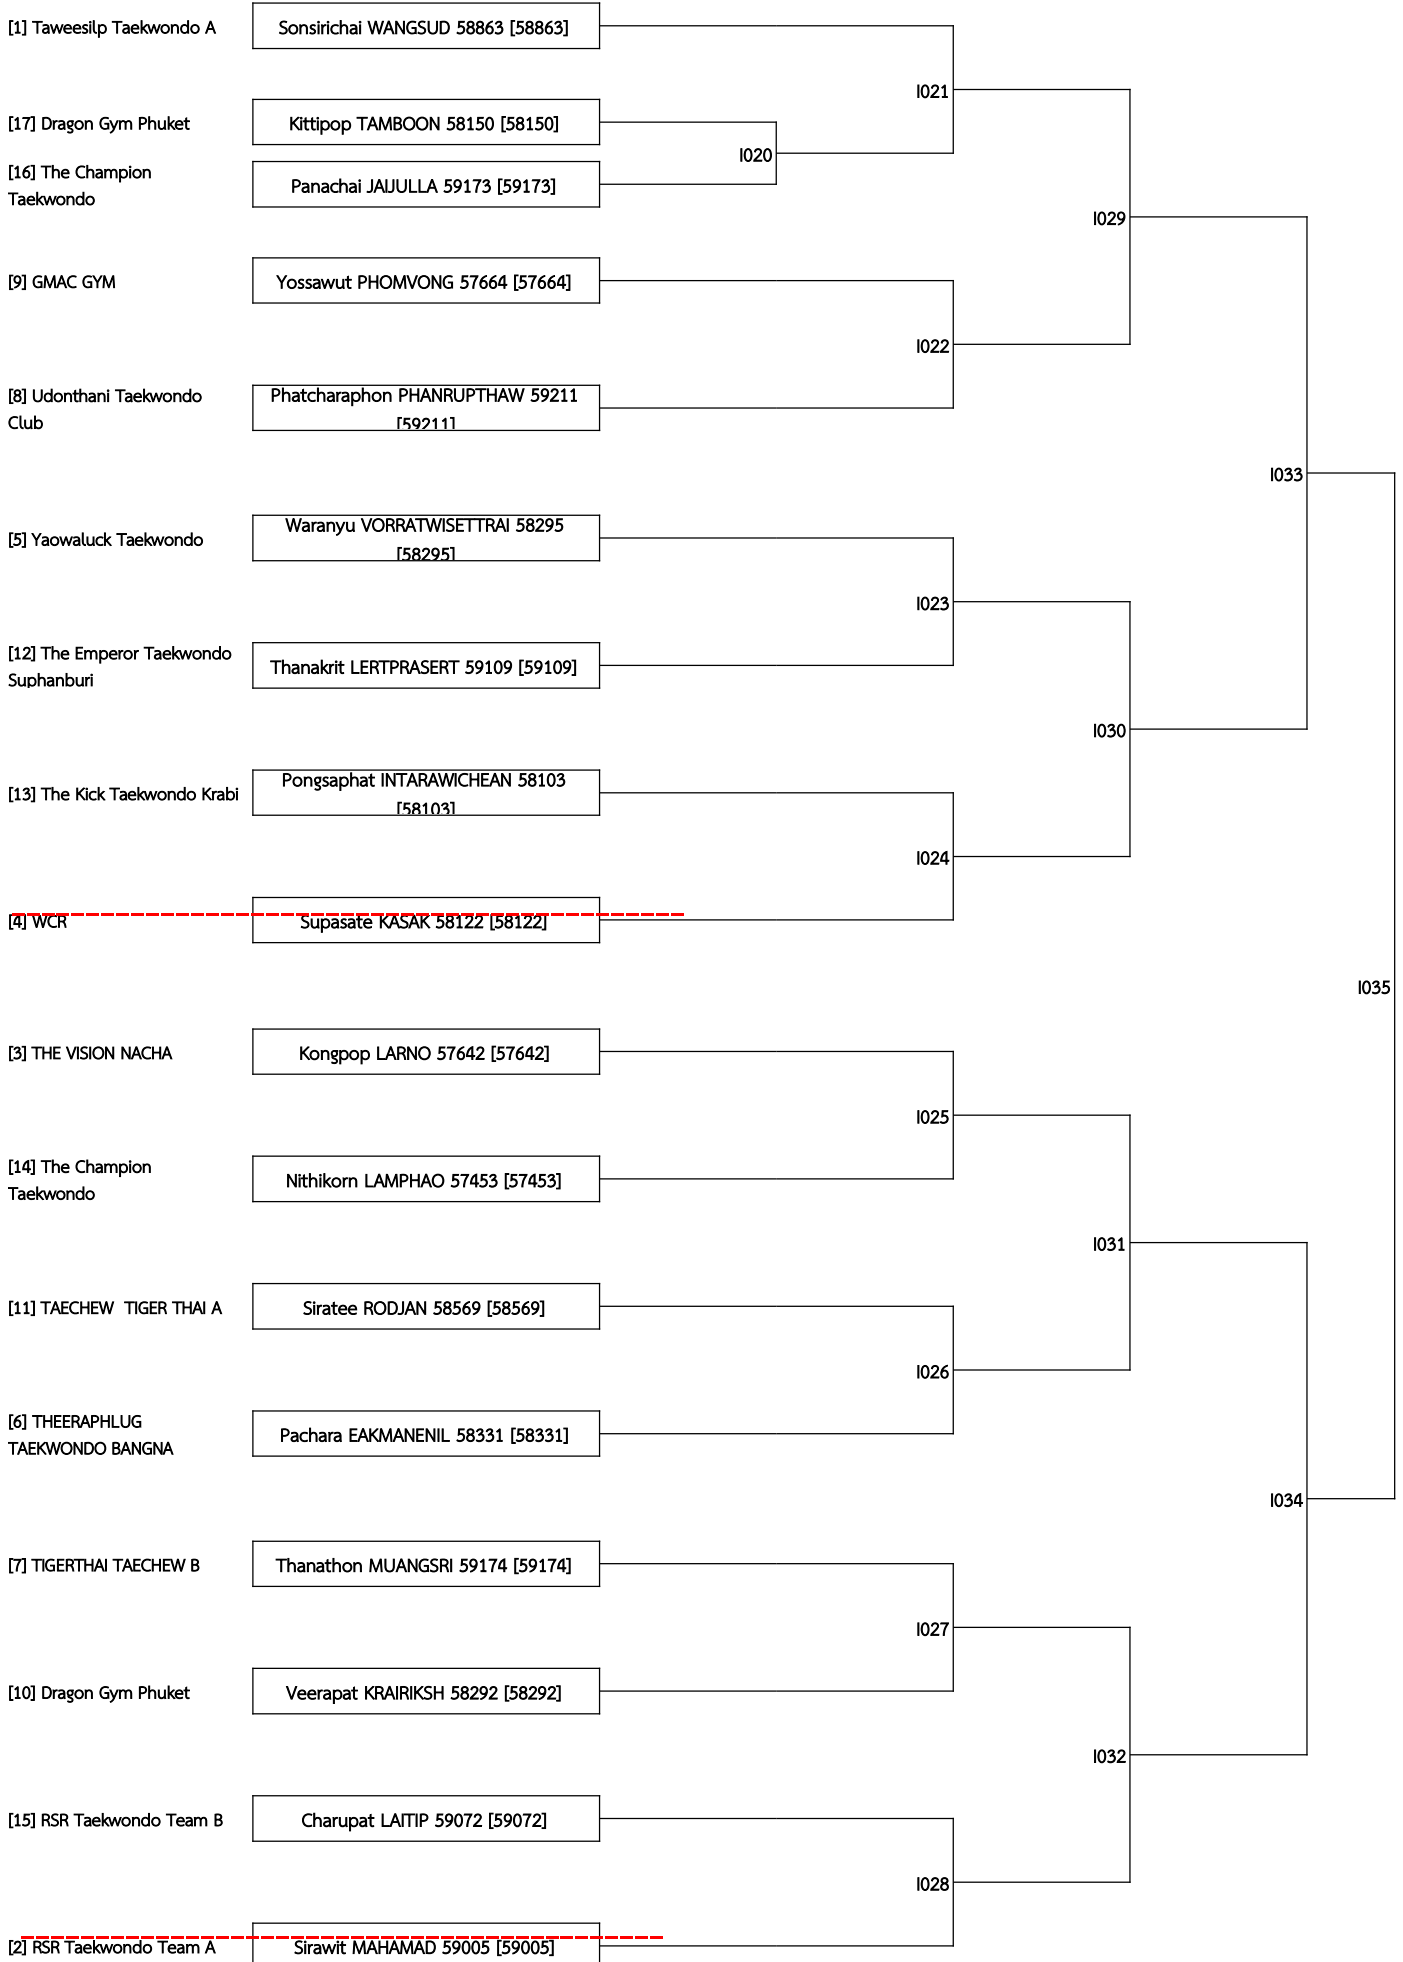 [1] Taweesilp Taekwondo A
Sonsirichai WANGSUD 58863 [58863]
I021
[17] Dragon Gym Phuket
Kittipop TAMBOON 58150 [58150]
I020
[16] The Champion
Taekwondo
Panachai JAIJULLA 59173 [59173]
I029
[9] GMAC GYM
Yossawut PHOMVONG 57664 [57664]
I022
[8] Udonthani Taekwondo
Club
Phatcharaphon PHANRUPTHAW 59211
[59211]
I033
[5] Yaowaluck Taekwondo
Waranyu VORRATWISETTRAI 58295
[58295]
I023
[12] The Emperor Taekwondo
Suphanburi
Thanakrit LERTPRASERT 59109 [59109]
I030
[13] The Kick Taekwondo Krabi
Pongsaphat INTARAWICHEAN 58103
[58103]
I024
[4] WCR
Supasate KASAK 58122 [58122]
I035
[3] THE VISION NACHA
Kongpop LARNO 57642 [57642]
I025
[14] The Champion
Taekwondo
Nithikorn LAMPHAO 57453 [57453]
I031
[11] TAECHEW  TIGER THAI A
Siratee RODJAN 58569 [58569]
I026
[6] THEERAPHLUG
TAEKWONDO BANGNA
Pachara EAKMANENIL 58331 [58331]
I034
[7] TIGERTHAI TAECHEW B
Thanathon MUANGSRI 59174 [59174]
I027
[10] Dragon Gym Phuket
Veerapat KRAIRIKSH 58292 [58292]
I032
[15] RSR Taekwondo Team B
Charupat LAITIP 59072 [59072]
I028
[2] RSR Taekwondo Team A
Sirawit MAHAMAD 59005 [59005]